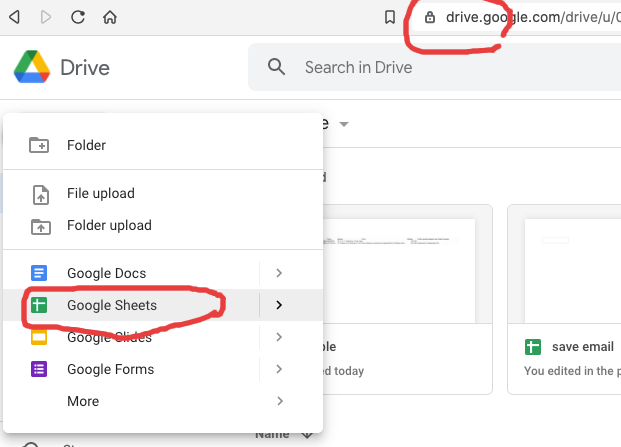 drive.google.com/drive/u/0
Drive
Search in Drive
Folder
File upload
Folder upload
Google Docs
Google Sheets
Google Slides
Google Forms
More
save email
ed today
You edited in the p
Name